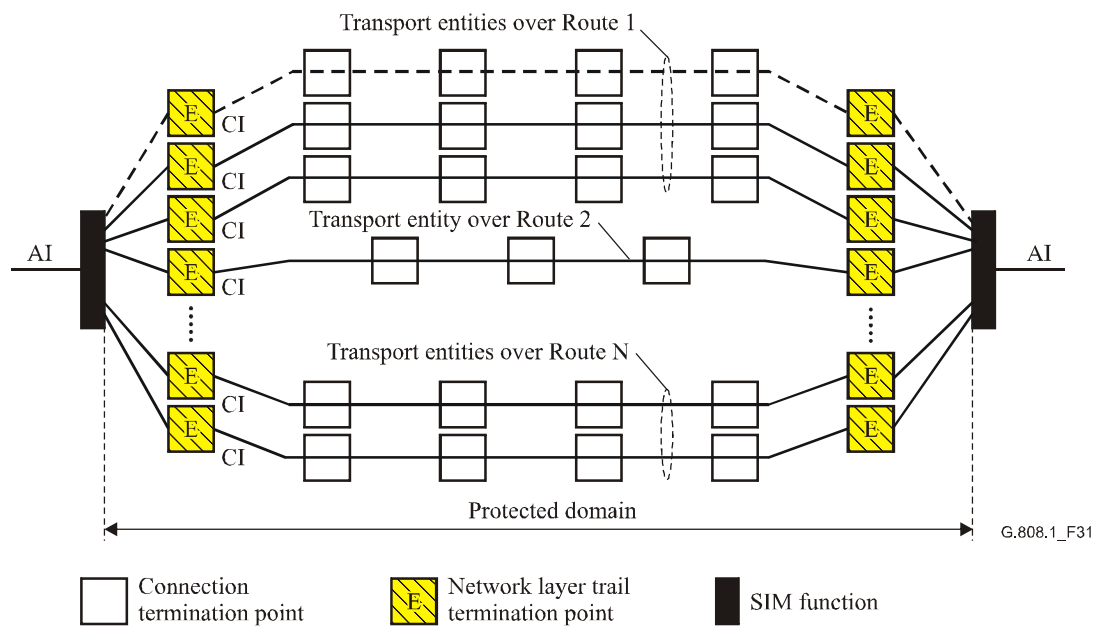 Transport entities over Route 1
E
E
CI
E
E
CI
E
E
CI
Transport entity over Route 2
AI
AI
E
E
CI
Transport entities over Route N
E
E
CI
E
E
CI
Protected domain
G.808.1_F31
Connection
termination point
E
Network layer trail
termination point
SIM function